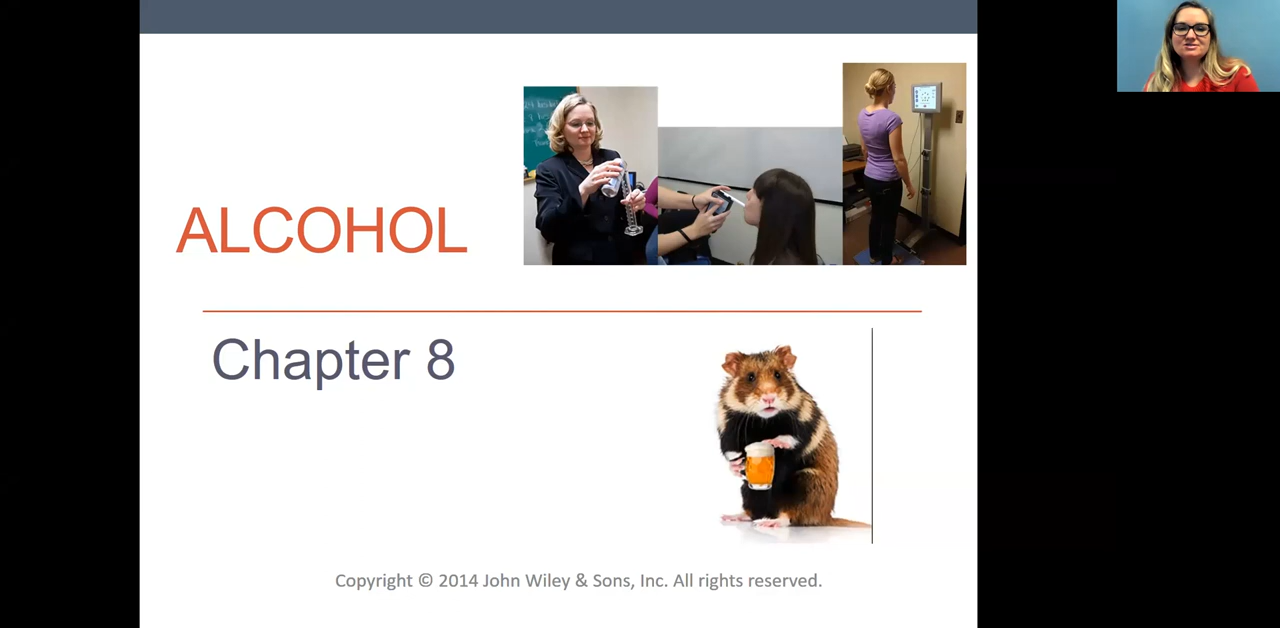 ALCOHOL
Chapter 8
Copyright © 2014 John Wiley & Sons, Inc. All rights reserved.